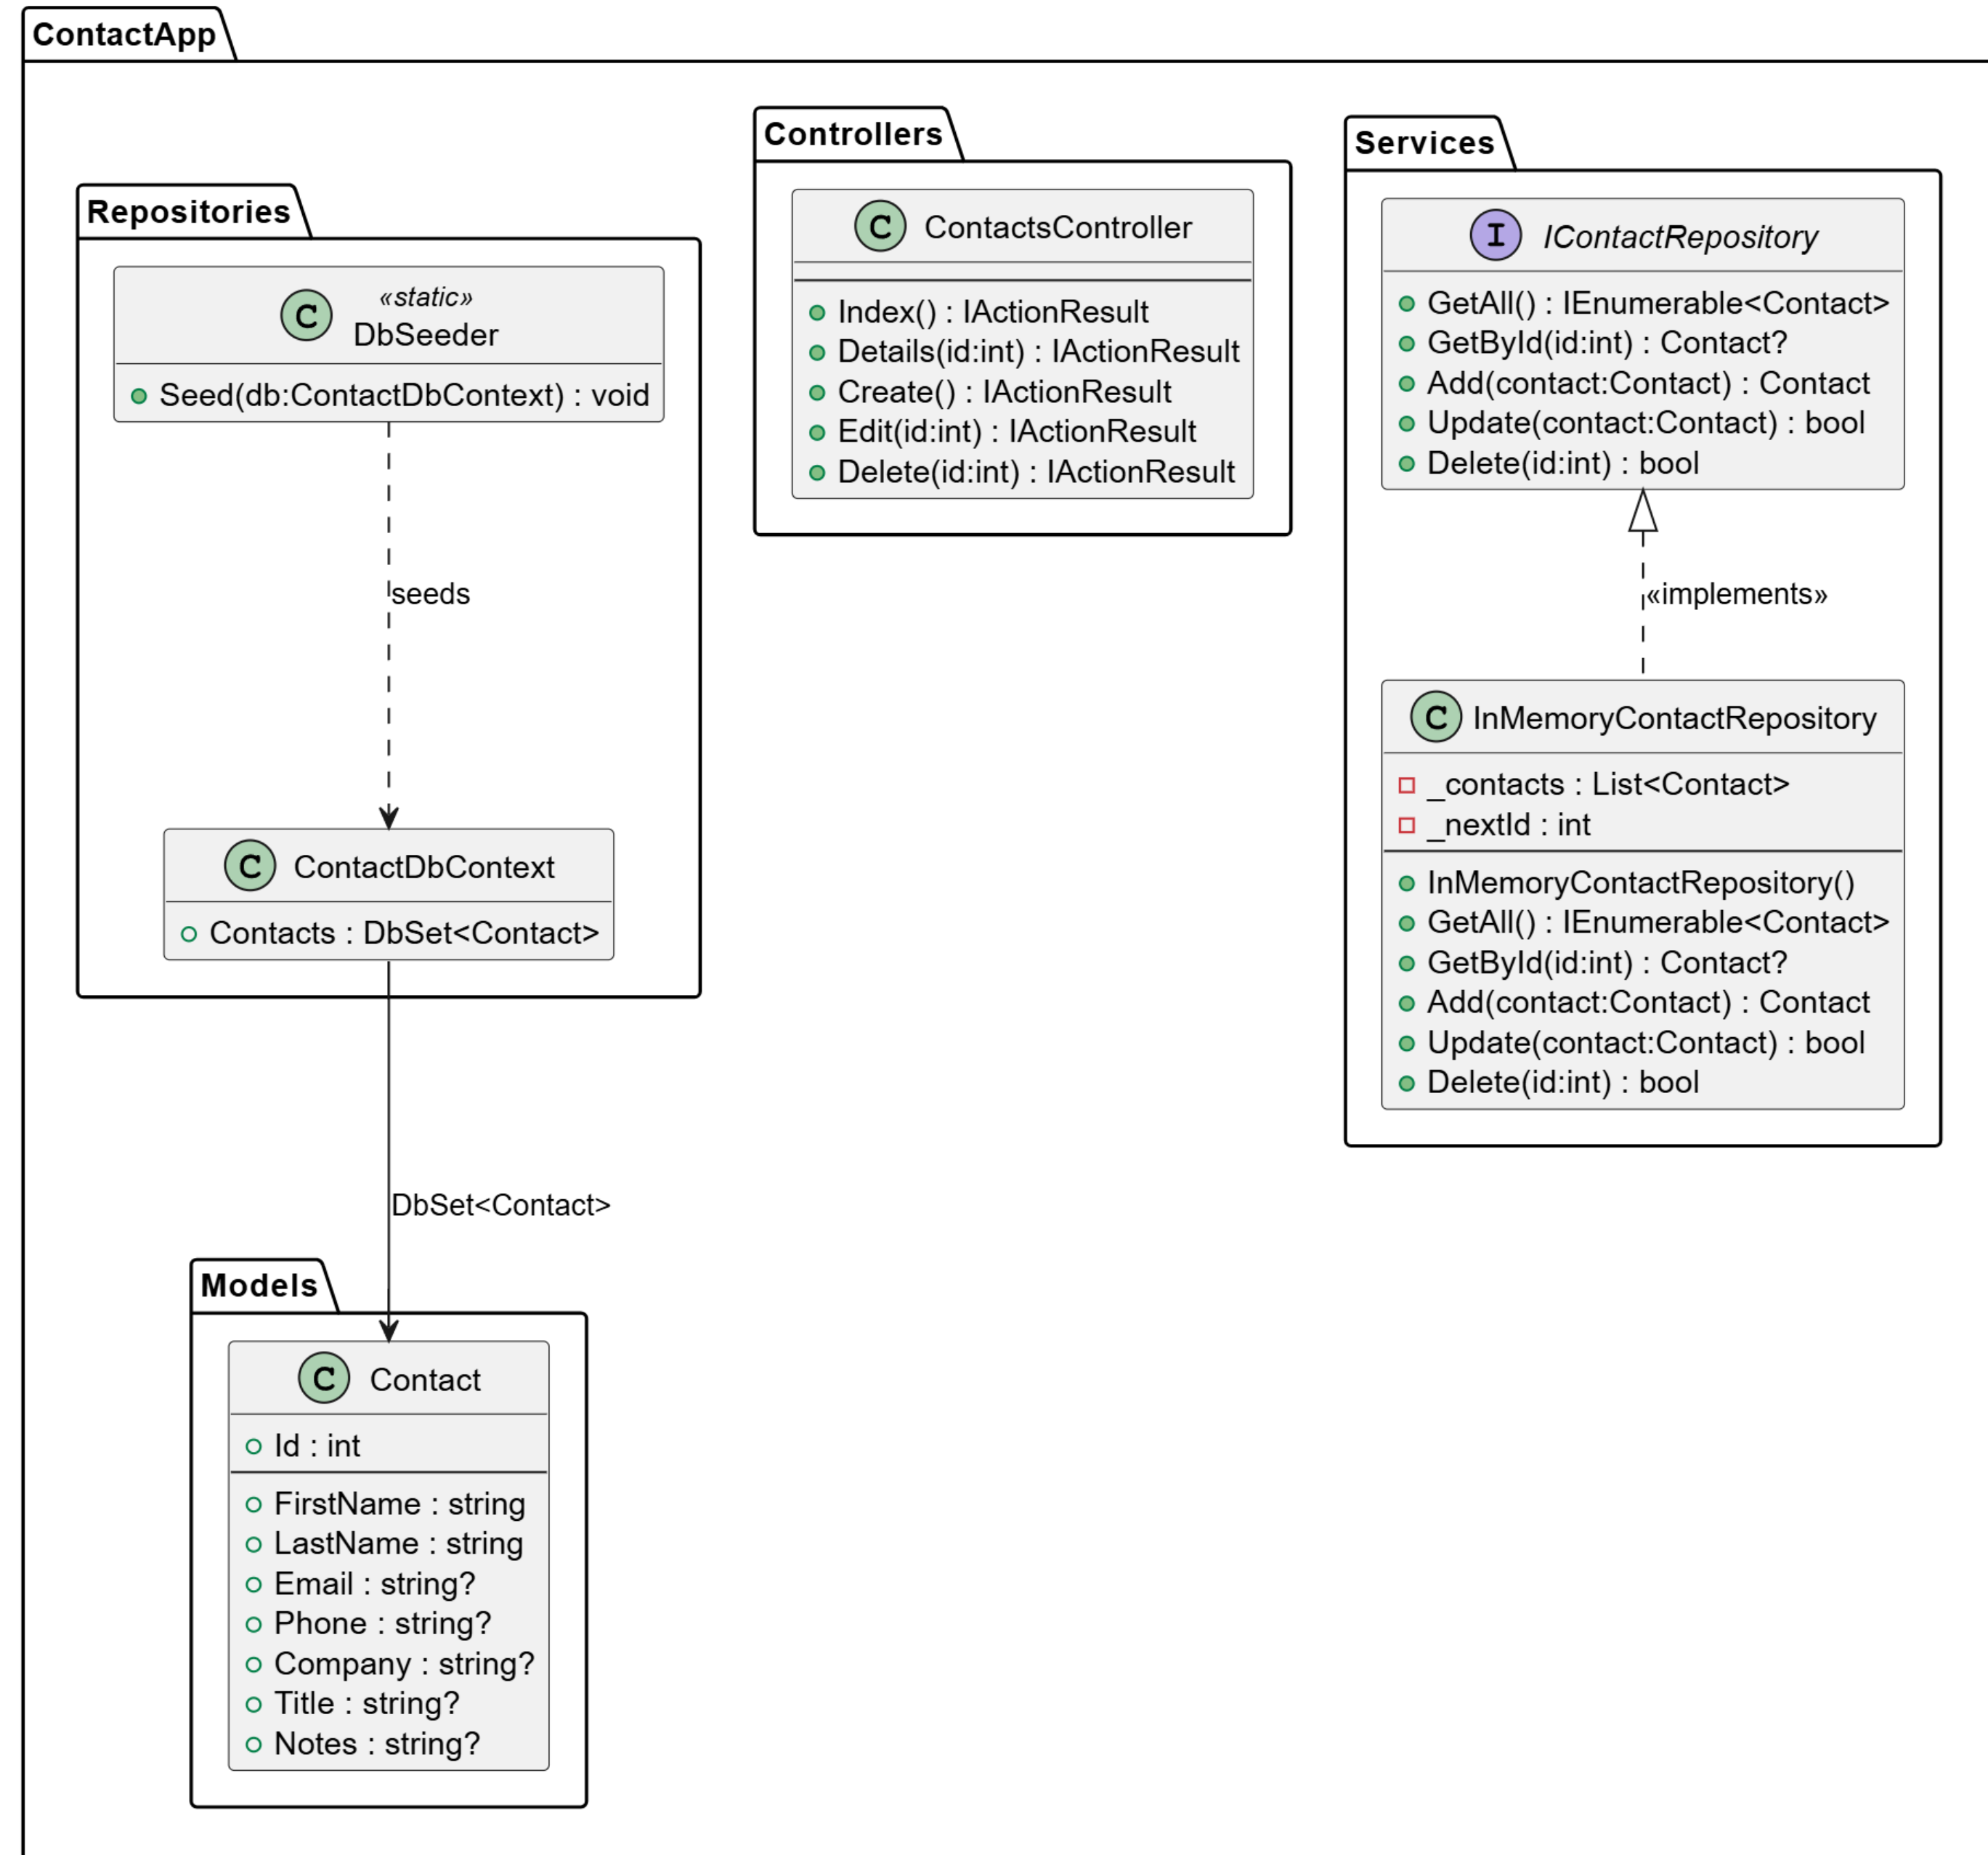 ContactApp
Repositories
«static»
DbSeeder
Seed(db:ContactDbContext) : void
seeds
ContactDbContext
Contacts : DbSet<Contact>
DbSet<Contact>
Models
Contact
Id : int
FirstName : string
LastName : string
Email : string?
Phone : string?
Company : string?
Title : string?
Notes : string?
Controllers
ContactsController
Index() : IActionResult
Details(id:int) : IActionResult
Create() : IActionResult
Edit(id:int) : IActionResult
Delete(id:int) : IActionResult
Services
IContactRepository
GetAll() : IEnumerable<Contact>
GetById(id:int) : Contact?
Add(contact:Contact) : Contact
Update(contact:Contact) : bool
Delete(id:int) : bool
«implements»
InMemoryContactRepository
_contacts : List<Contact>
_nextId : int
InMemoryContactRepository()
GetAll() : IEnumerable<Contact>
GetById(id:int) : Contact?
Add(contact:Contact) : Contact
Update(contact:Contact) : bool
Delete(id:int) : bool